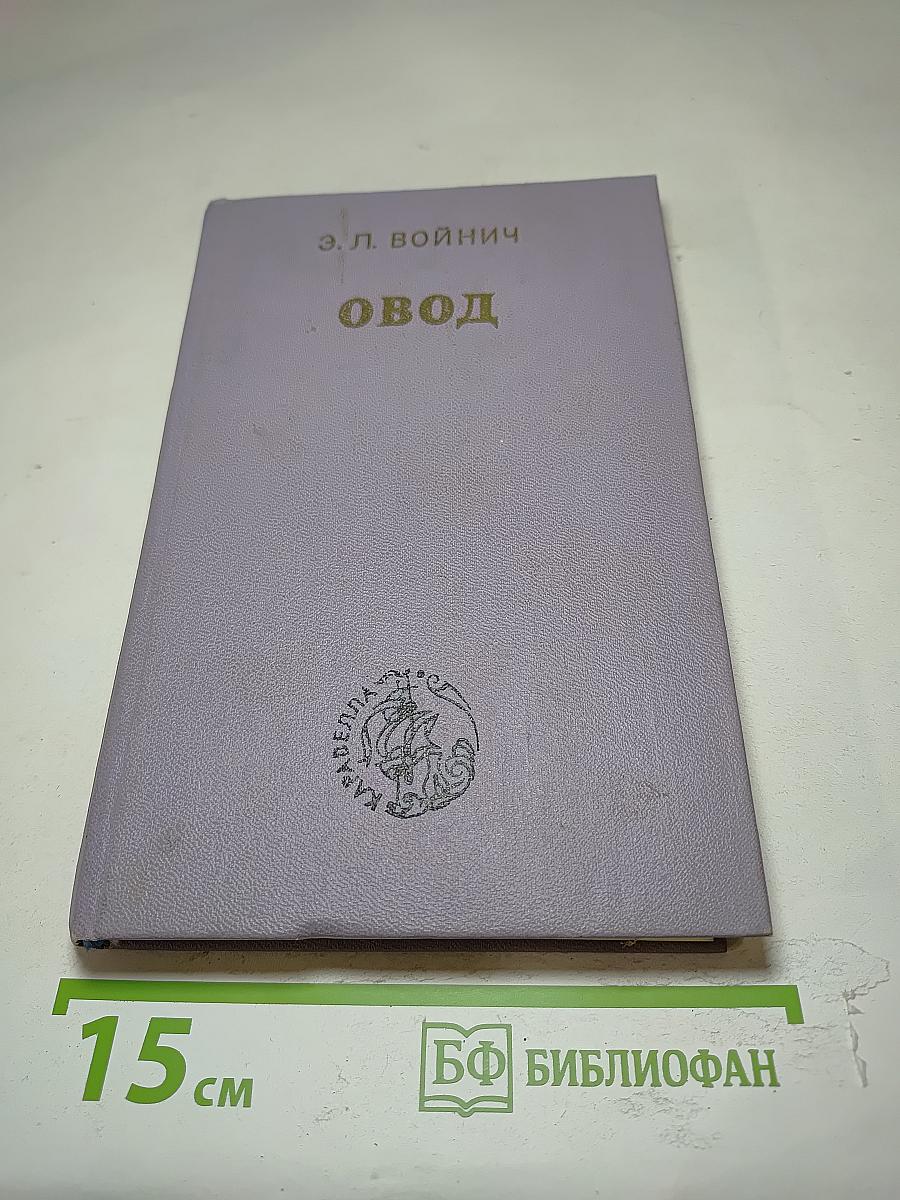 Э. Л. ВОЙНИЧ
ОВОД
КАРАВЕЛЛА
15 см
БФ БИБЛИОФАН